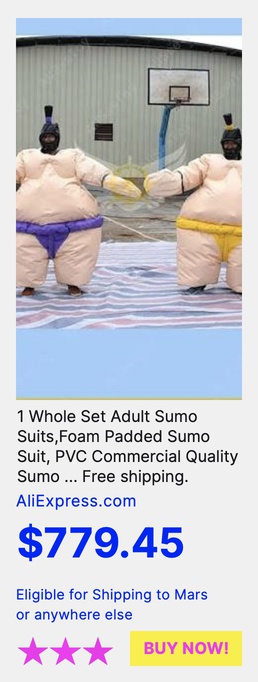 1 Whole Set Adult Sumo
Suits,Foam Padded Sumo
Suit, PVC Commercial Quality
Sumo ... Free shipping.
AliExpress.com
$779.45
Eligible for Shipping to Mars
or anywhere else
BUY NOW!